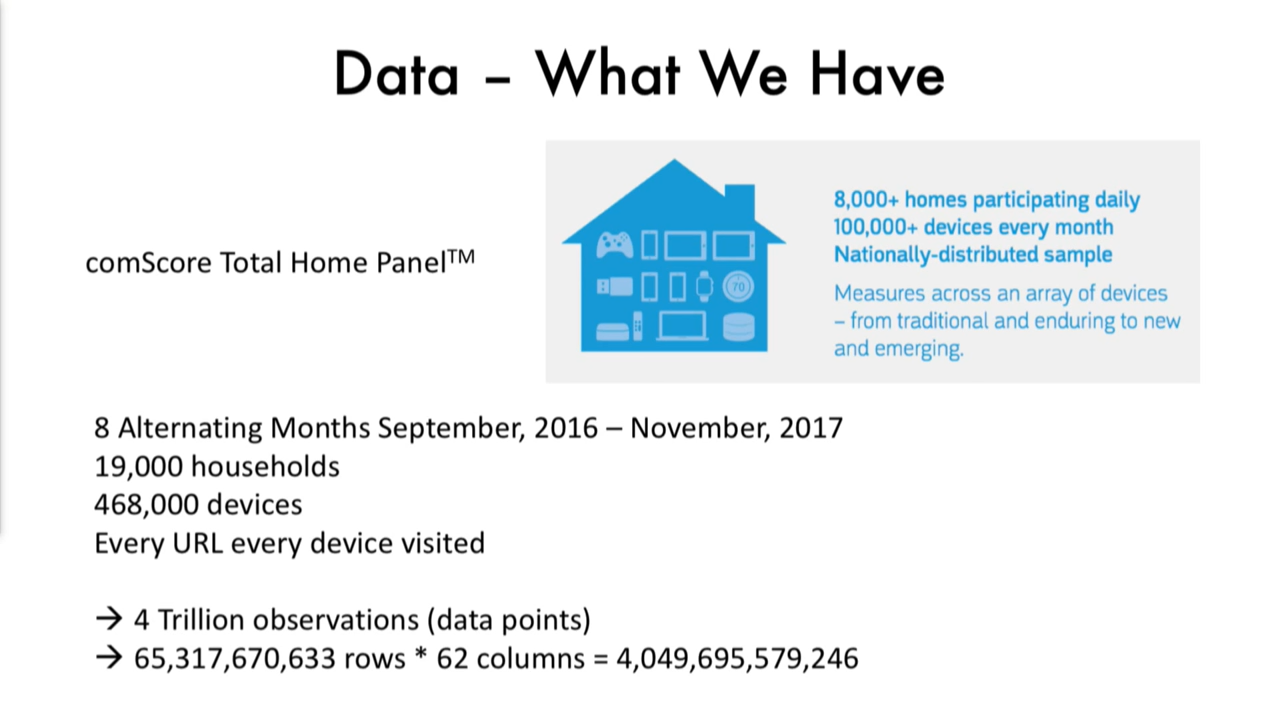 Data – What We Have
comScore Total Home Panel™
70
8,000+ homes participating daily
100,000+ devices every month
Nationally-distributed sample
Measures across an array of devices
– from traditional and enduring to new
and emerging.
8 Alternating Months September, 2016 – November, 2017
19,000 households
468,000 devices
Every URL every device visited
→ 4 Trillion observations (data points)
→ 65,317,670,633 rows * 62 columns = 4,049,695,579,246